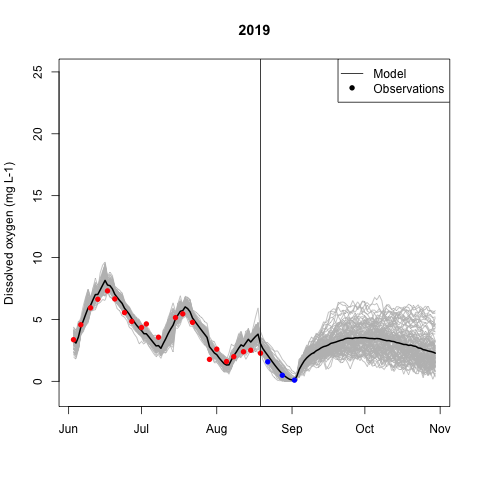 2019
Model
Observations
Dissolved oxygen (mg L-1)
25
20
15
10
5
0
Jun Jul Aug Sep Oct Nov